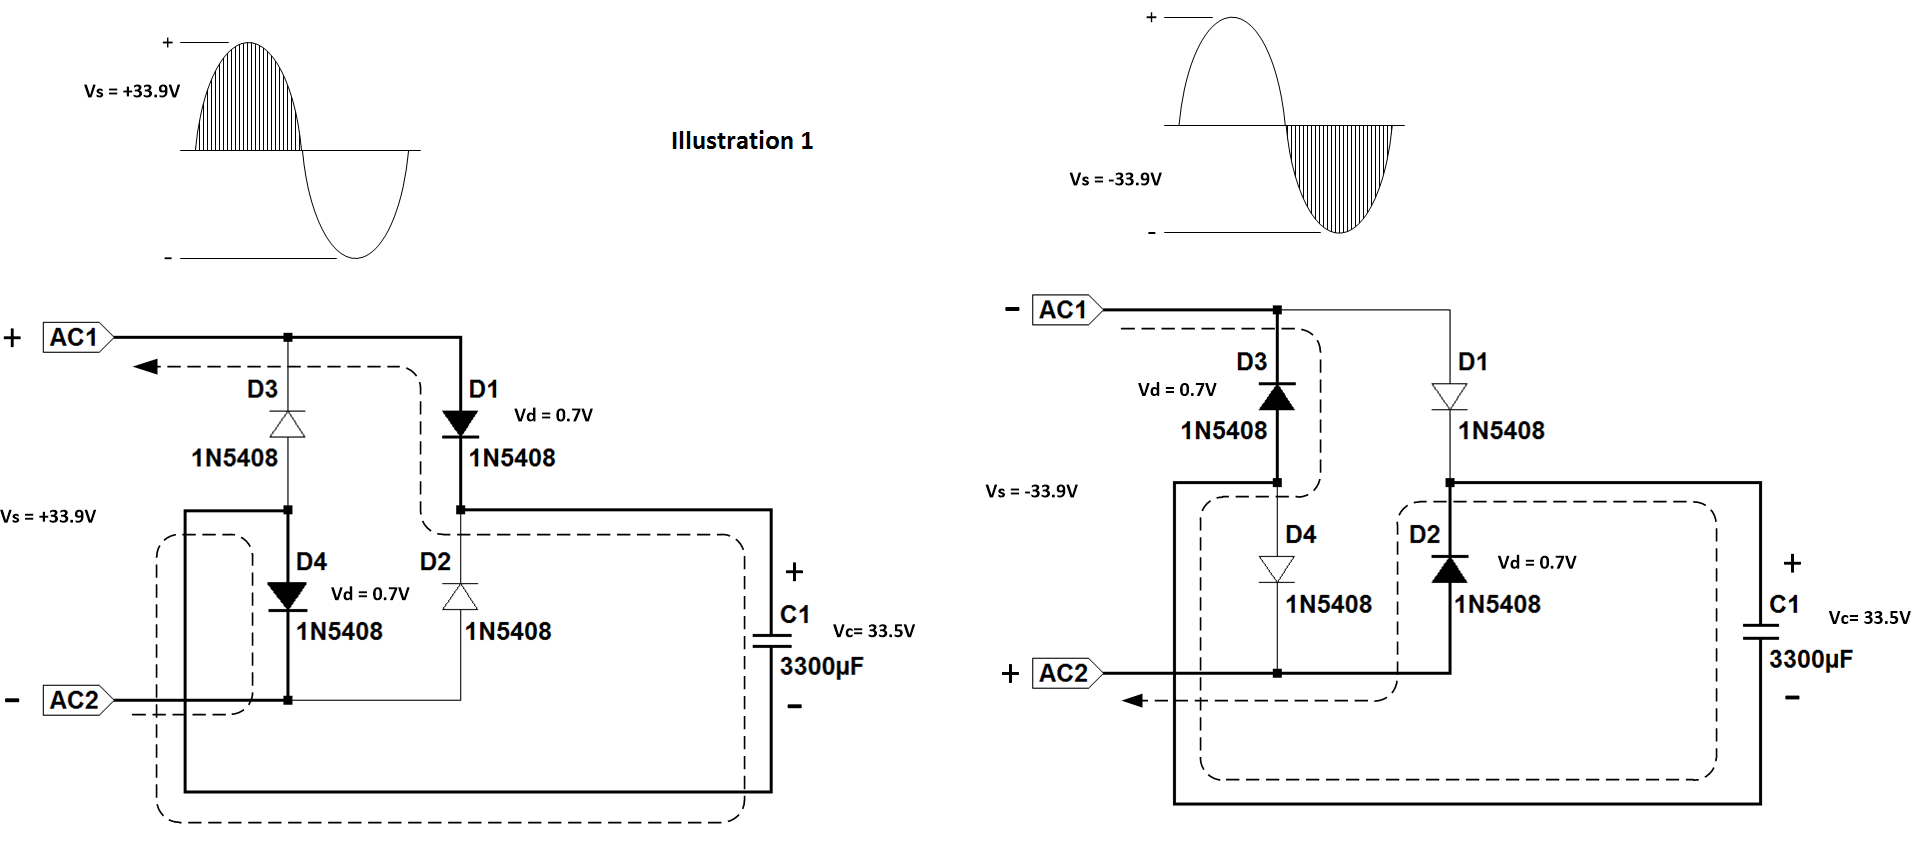 +
Vs = +33.9V
-
Illustration 1
+
Vs = -33.9V
-
+ AC1
D3
D1
Vd = 0.7V
1N5408
1N5408
Vs = +33.9V
D4
D2
Vd = 0.7V
1N5408
1N5408
+
C1
Vc= 33.5V
3300µF
-
- AC2
- AC1
D3
D1
Vd = 0.7V
1N5408
1N5408
Vs = -33.9V
D4
D2
Vd = 0.7V
1N5408
1N5408
+
C1
Vc= 33.5V
3300µF
-
+ AC2